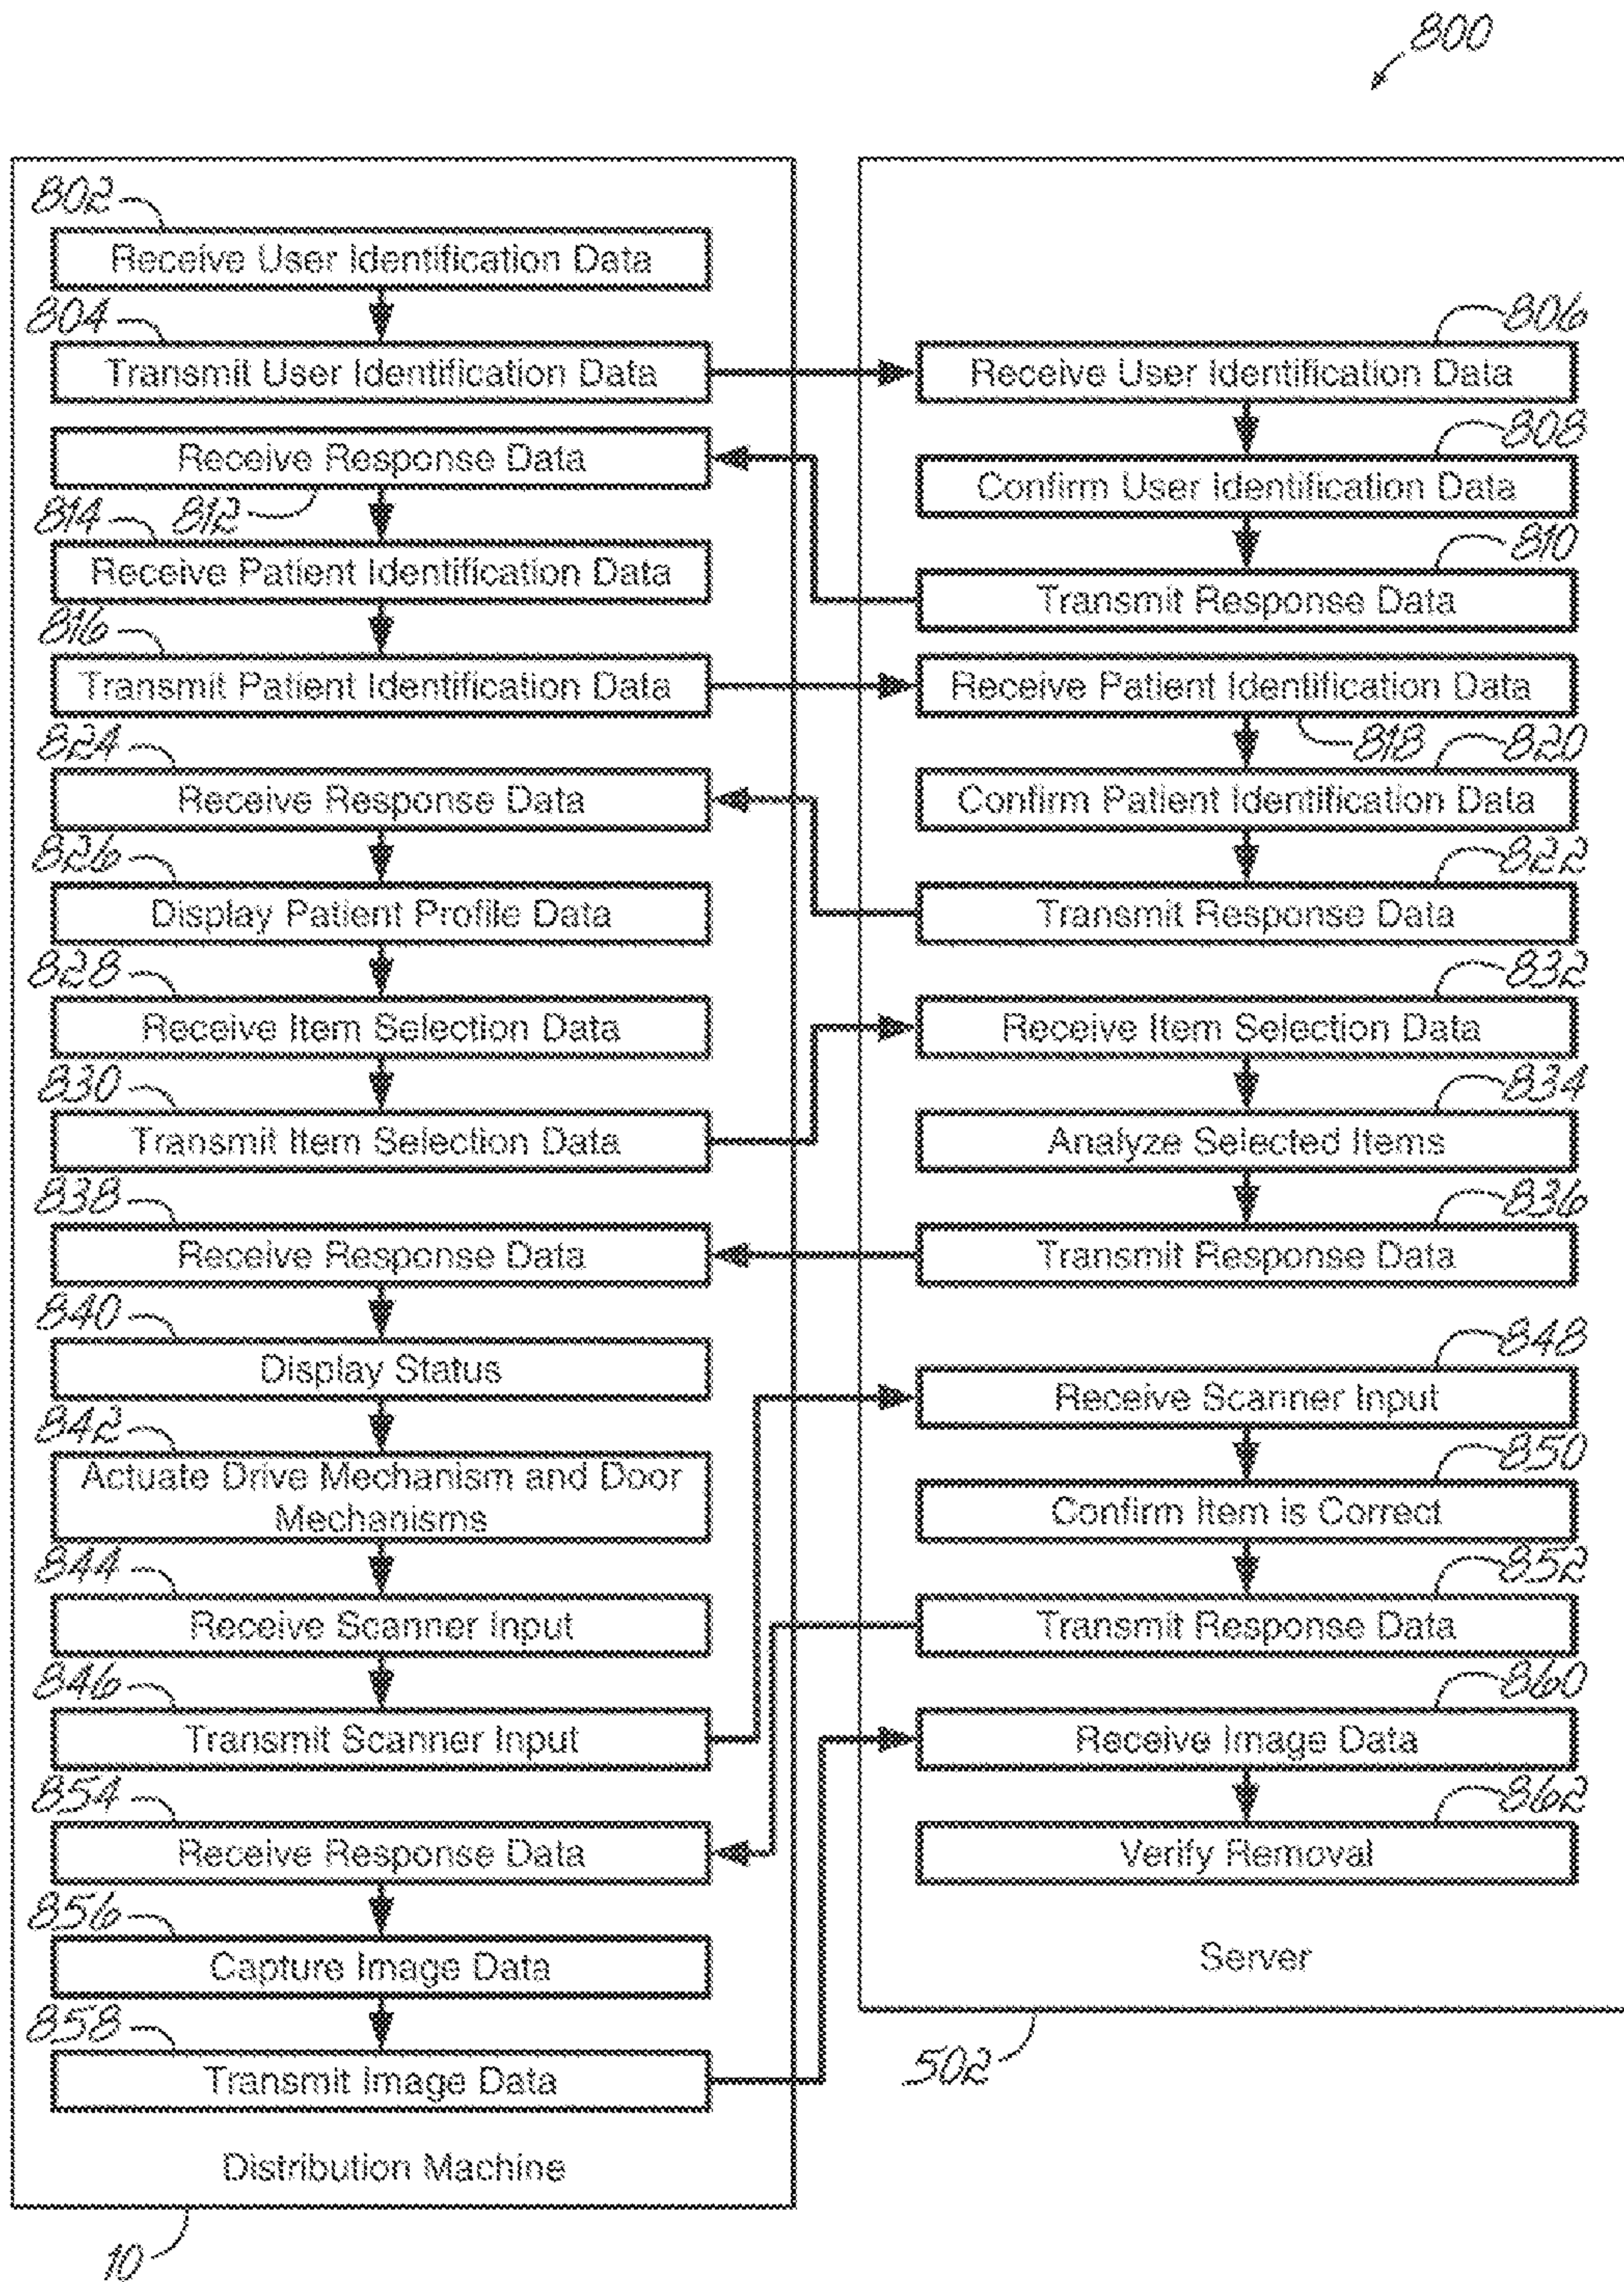 800
802
Receive User Identification Data
804
Transmit User Identification Data
806
Receive User Identification Data
808
Confirm User Identification Data
810
Transmit Response Data
Receive Response Data
812
814
Receive Patient Identification Data
816
Transmit Patient Identification Data
Receive Patient Identification Data
818
820
Confirm Patient Identification Data
822
Transmit Response Data
824
Receive Response Data
826
Display Patient Profile Data
828
Receive Item Selection Data
830
Transmit Item Selection Data
832
Receive Item Selection Data
834
Analyze Selected Items
836
Transmit Response Data
838
Receive Response Data
840
Display Status
842
Actuate Drive Mechanism and Door
Mechanisms
844
Receive Scanner Input
846
Transmit Scanner Input
848
Receive Scanner Input
850
Confirm Item is Correct
852
Transmit Response Data
854
Receive Response Data
856
Capture Image Data
858
Transmit Image Data
860
Receive Image Data
862
Verify Removal
Server
502
Distribution Machine
10